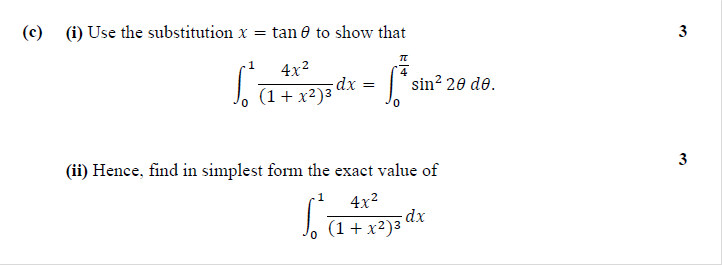 (c) (i) Use the substitution x = tan θ to show that 3
∫₀¹ 4x²/(1 + x²)³ dx = ∫₀^(π/4) sin² 2θ dθ.
(ii) Hence, find in simplest form the exact value of 3
∫₀¹ 4x²/(1 + x²)³ dx